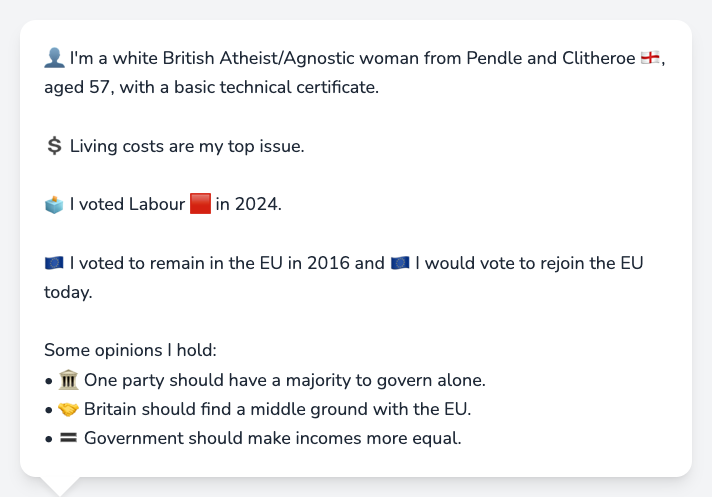 👤 I'm a white British Atheist/Agnostic woman from Pendle and Clitheroe 🏴󠁧󠁢󠁥󠁮󠁧󠁿,
aged 57, with a basic technical certificate.
💲 Living costs are my top issue.
🗳️ I voted Labour 🟥 in 2024.
🇪🇺 I voted to remain in the EU in 2016 and 🇪🇺 I would vote to rejoin the EU
today.
Some opinions I hold:
• 🏛️ One party should have a majority to govern alone.
• 🤝 Britain should find a middle ground with the EU.
• 🟰 Government should make incomes more equal.